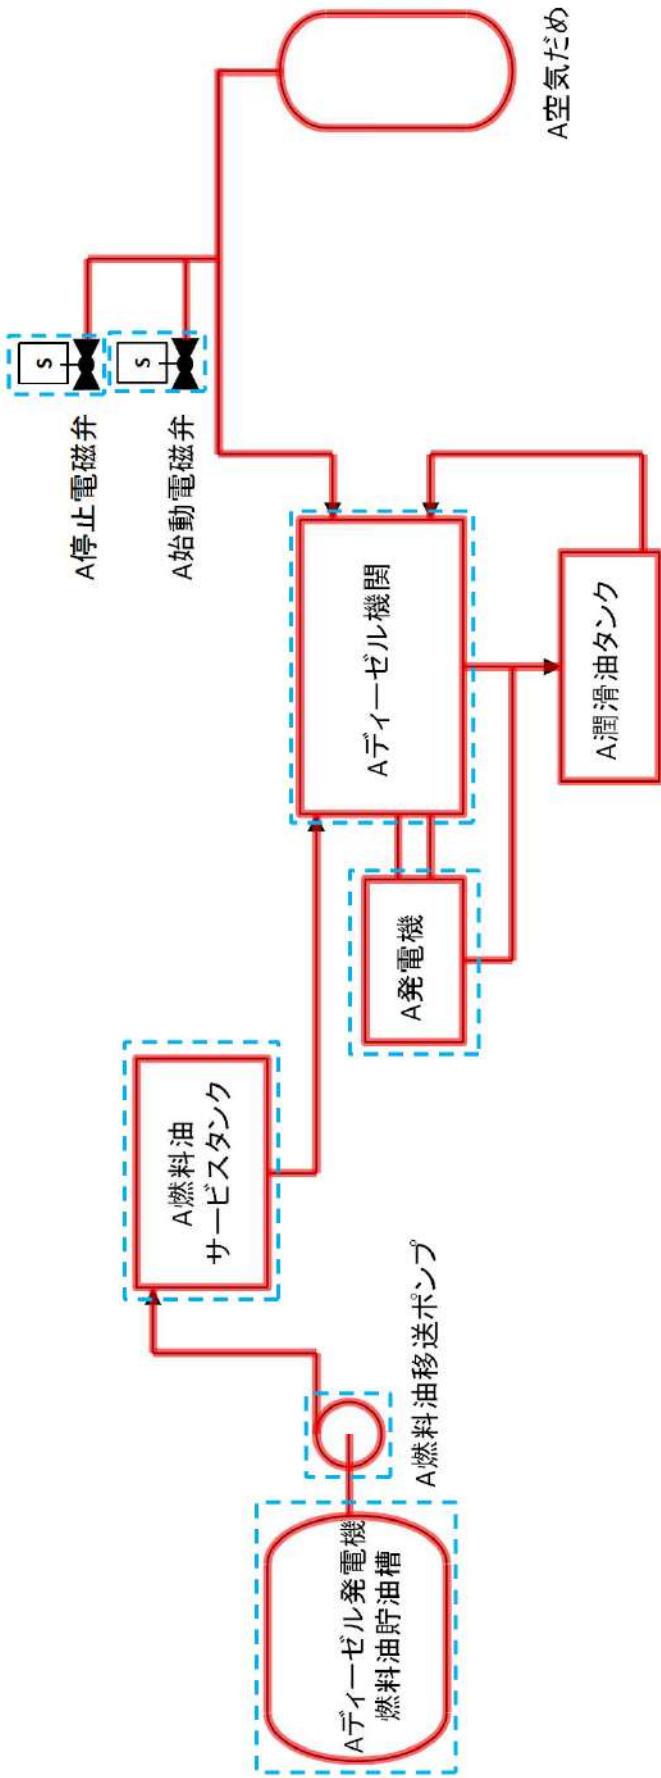 A空気だめ
S
A停止電磁弁
S
A始動電磁弁
Aディーゼル機関
A潤滑油タンク
A発電機
A燃料油
サービスタンク
A燃料油移送ポンプ
Aディーゼル発電機
燃料油貯油槽